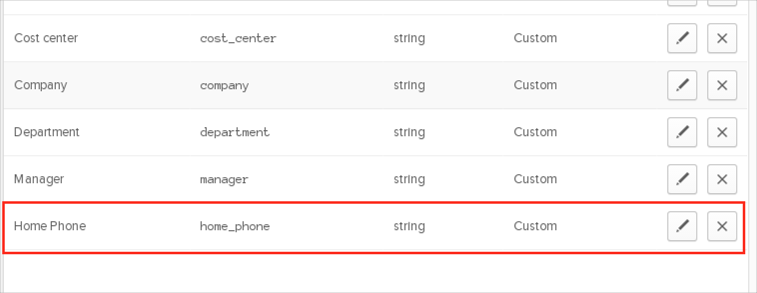 Cost center cost_center string Custom
Company company string Custom
Department department string Custom
Manager manager string Custom
Home Phone home_phone string Custom